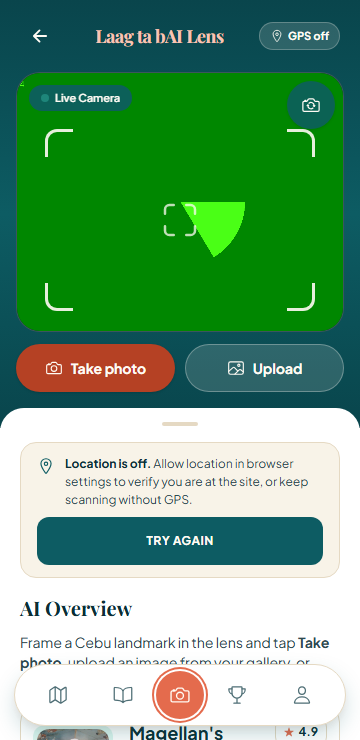 Laag ta bAI Lens
GPS off
Live Camera
Take photo
Upload
Location is off. Allow location in browser
settings to verify you are at the site, or keep
scanning without GPS.
TRY AGAIN
AI Overview
Frame a Cebu landmark in the lens and tap Take
photo, upload an image from your gallery, or
Magellan's
4.9